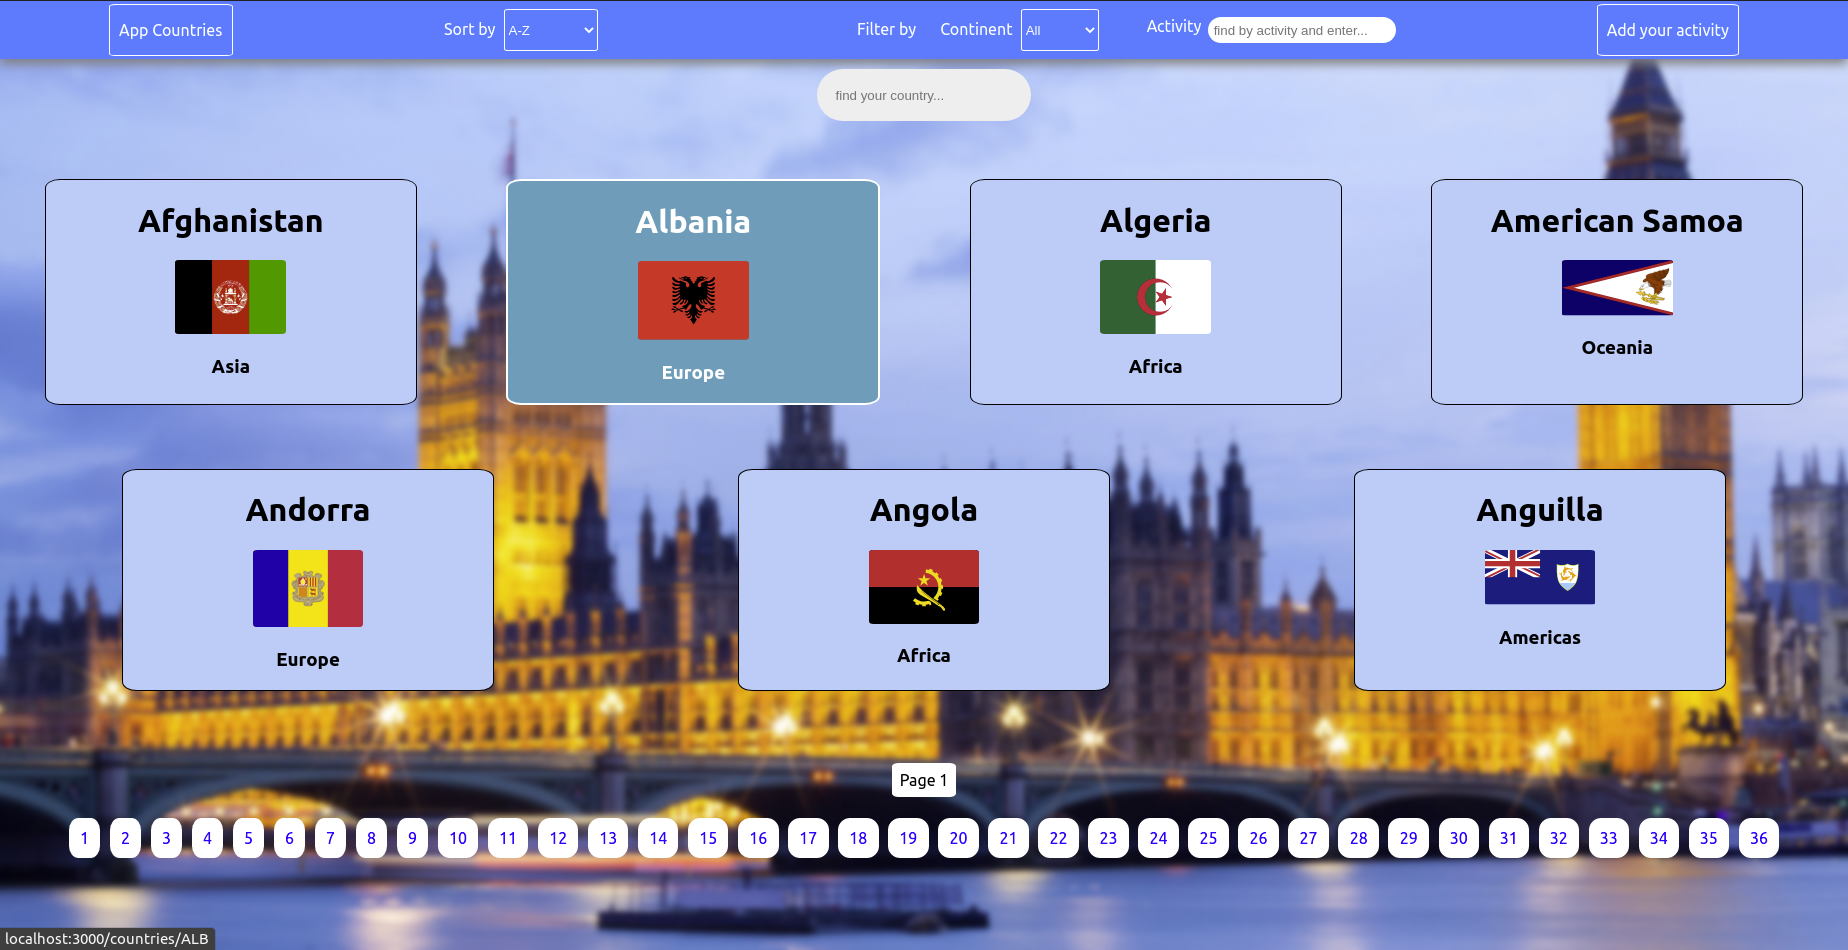 App Countries Sort by A-Z Filter by Continent All Activity find by activity and enter... Add your activity
find your country...
Afghanistan Albania Algeria American Samoa
Asia Europe Africa Oceania
Andorra Angola Anguilla
Europe Africa Americas
Page 1
1 2 3 4 5 6 7 8 9 10 11 12 13 14 15 16 17 18 19 20 21 22 23 24 25 26 27 28 29 30 31 32 33 34 35 36
localhost:3000/countries/ALB